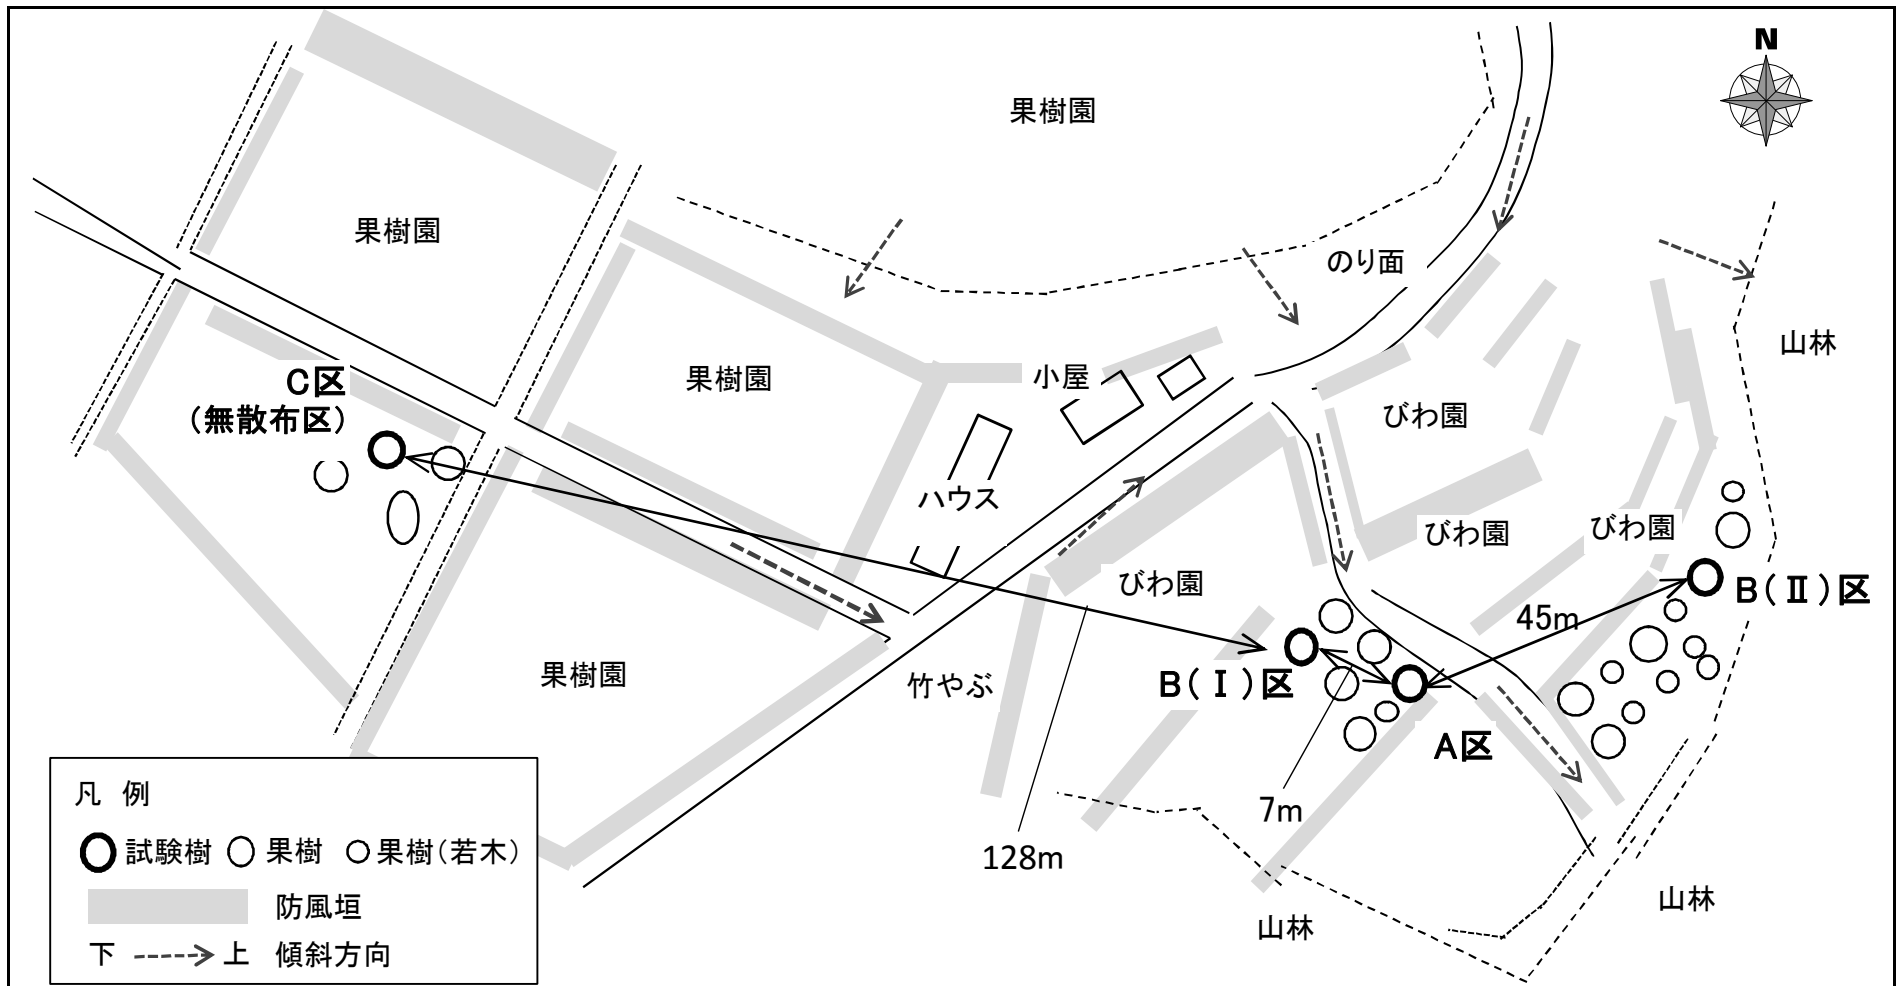 N
果樹園
果樹園
のり面
山林
果樹園
小屋
C区
(無散布区)
びわ園
ハウス
びわ園
びわ園
びわ園
B(Ⅱ)区
45m
果樹園
竹やぶ
B(Ⅰ)区
A区
7m
128m
山林
山林
凡 例
試験樹 果樹 果樹(若木)
防風垣
下 上 傾斜方向